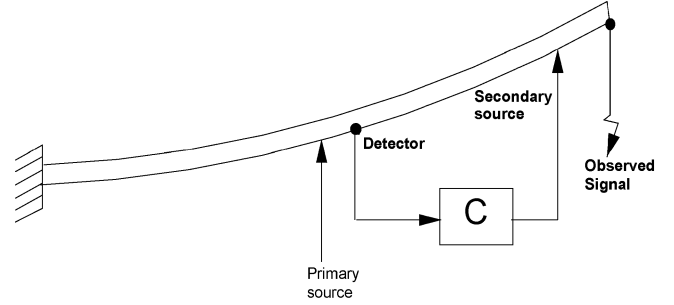 Secondary
source
Detector
Observed
Signal
C
Primary
source